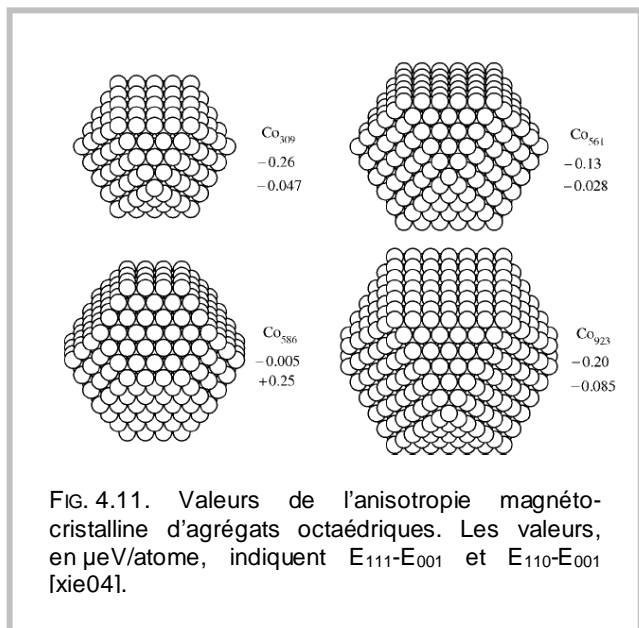 Co309
−0.26
−0.047
Co561
−0.13
−0.028
Co586
−0.005
+0.25
Co923
−0.20
−0.085
FIG. 4.11. Valeurs de l'anisotropie magnéto-
cristalline d'agrégats octaédriques. Les valeurs,
en µeV/atome, indiquent E111-E001 et E110-E001
[xie04].